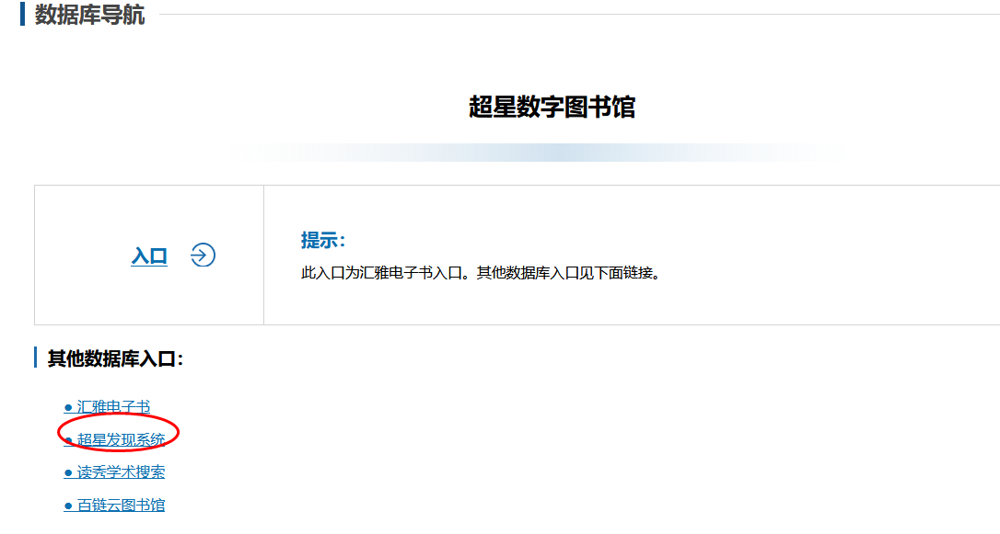 数据库导航
超星数字图书馆
入口
提示：
此入口为汇雅电子书入口。其他数据库入口见下面链接。
其他数据库入口：
● 汇雅电子书
● 超星发现系统
● 读秀学术搜索
● 百链云图书馆